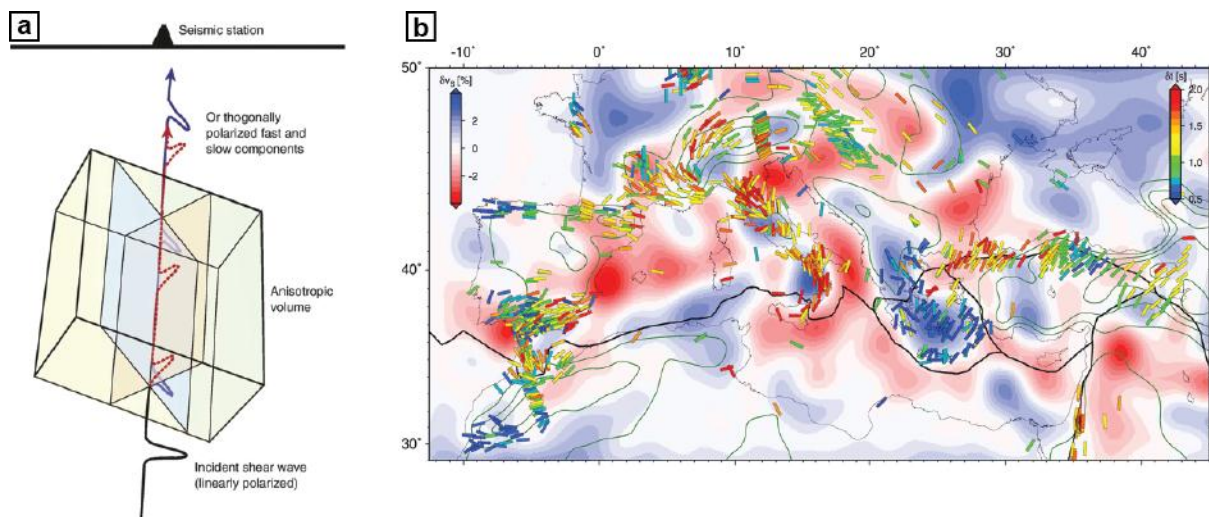 a
Seismic station
Or thogonally
polarized fast and
slow components
Anisotropic
volume
Incident shear wave
(linearly polarized)
b
-10˚ 0˚ 10˚ 20˚ 30˚ 40˚
50˚
40˚
30˚
δvS [%]
2
0
-2
δt [s]
2.0
1.5
1.0
0.5